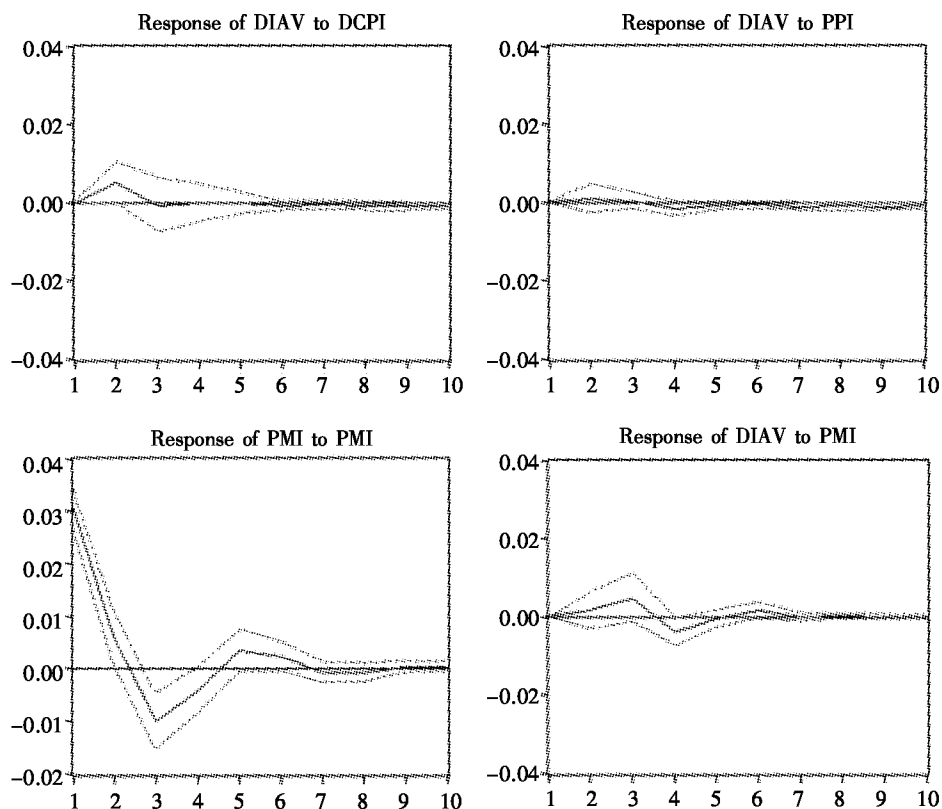 Response of DIAV to DCPI
0.04
0.02
0.00
−0.02
−0.04
1 2 3 4 5 6 7 8 9 10
Response of DIAV to PPI
0.04
0.02
0.00
−0.02
−0.04
1 2 3 4 5 6 7 8 9 10
Response of PMI to PMI
0.04
0.03
0.02
0.01
0.00
−0.01
−0.02
1 2 3 4 5 6 7 8 9 10
Response of DIAV to PMI
0.04
0.02
0.00
−0.02
−0.04
1 2 3 4 5 6 7 8 9 10